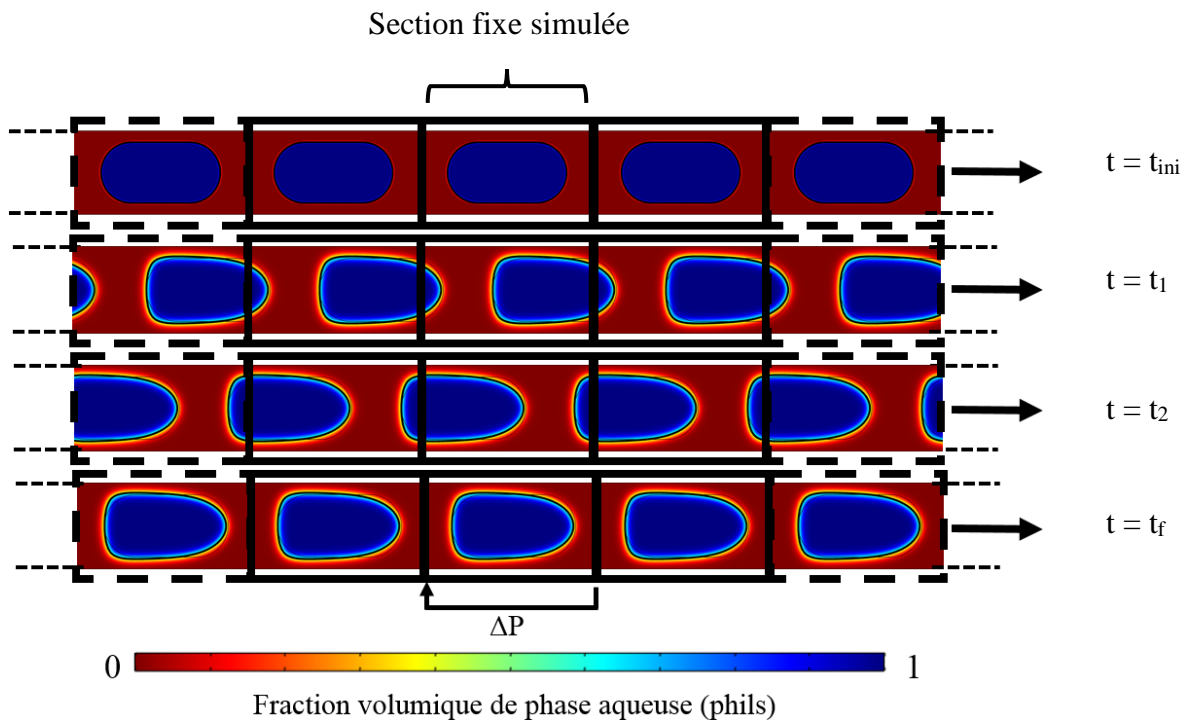 Section fixe simulée
t = tini
t = t1
t = t2
t = tf
ΔP
0
1
Fraction volumique de phase aqueuse (phils)